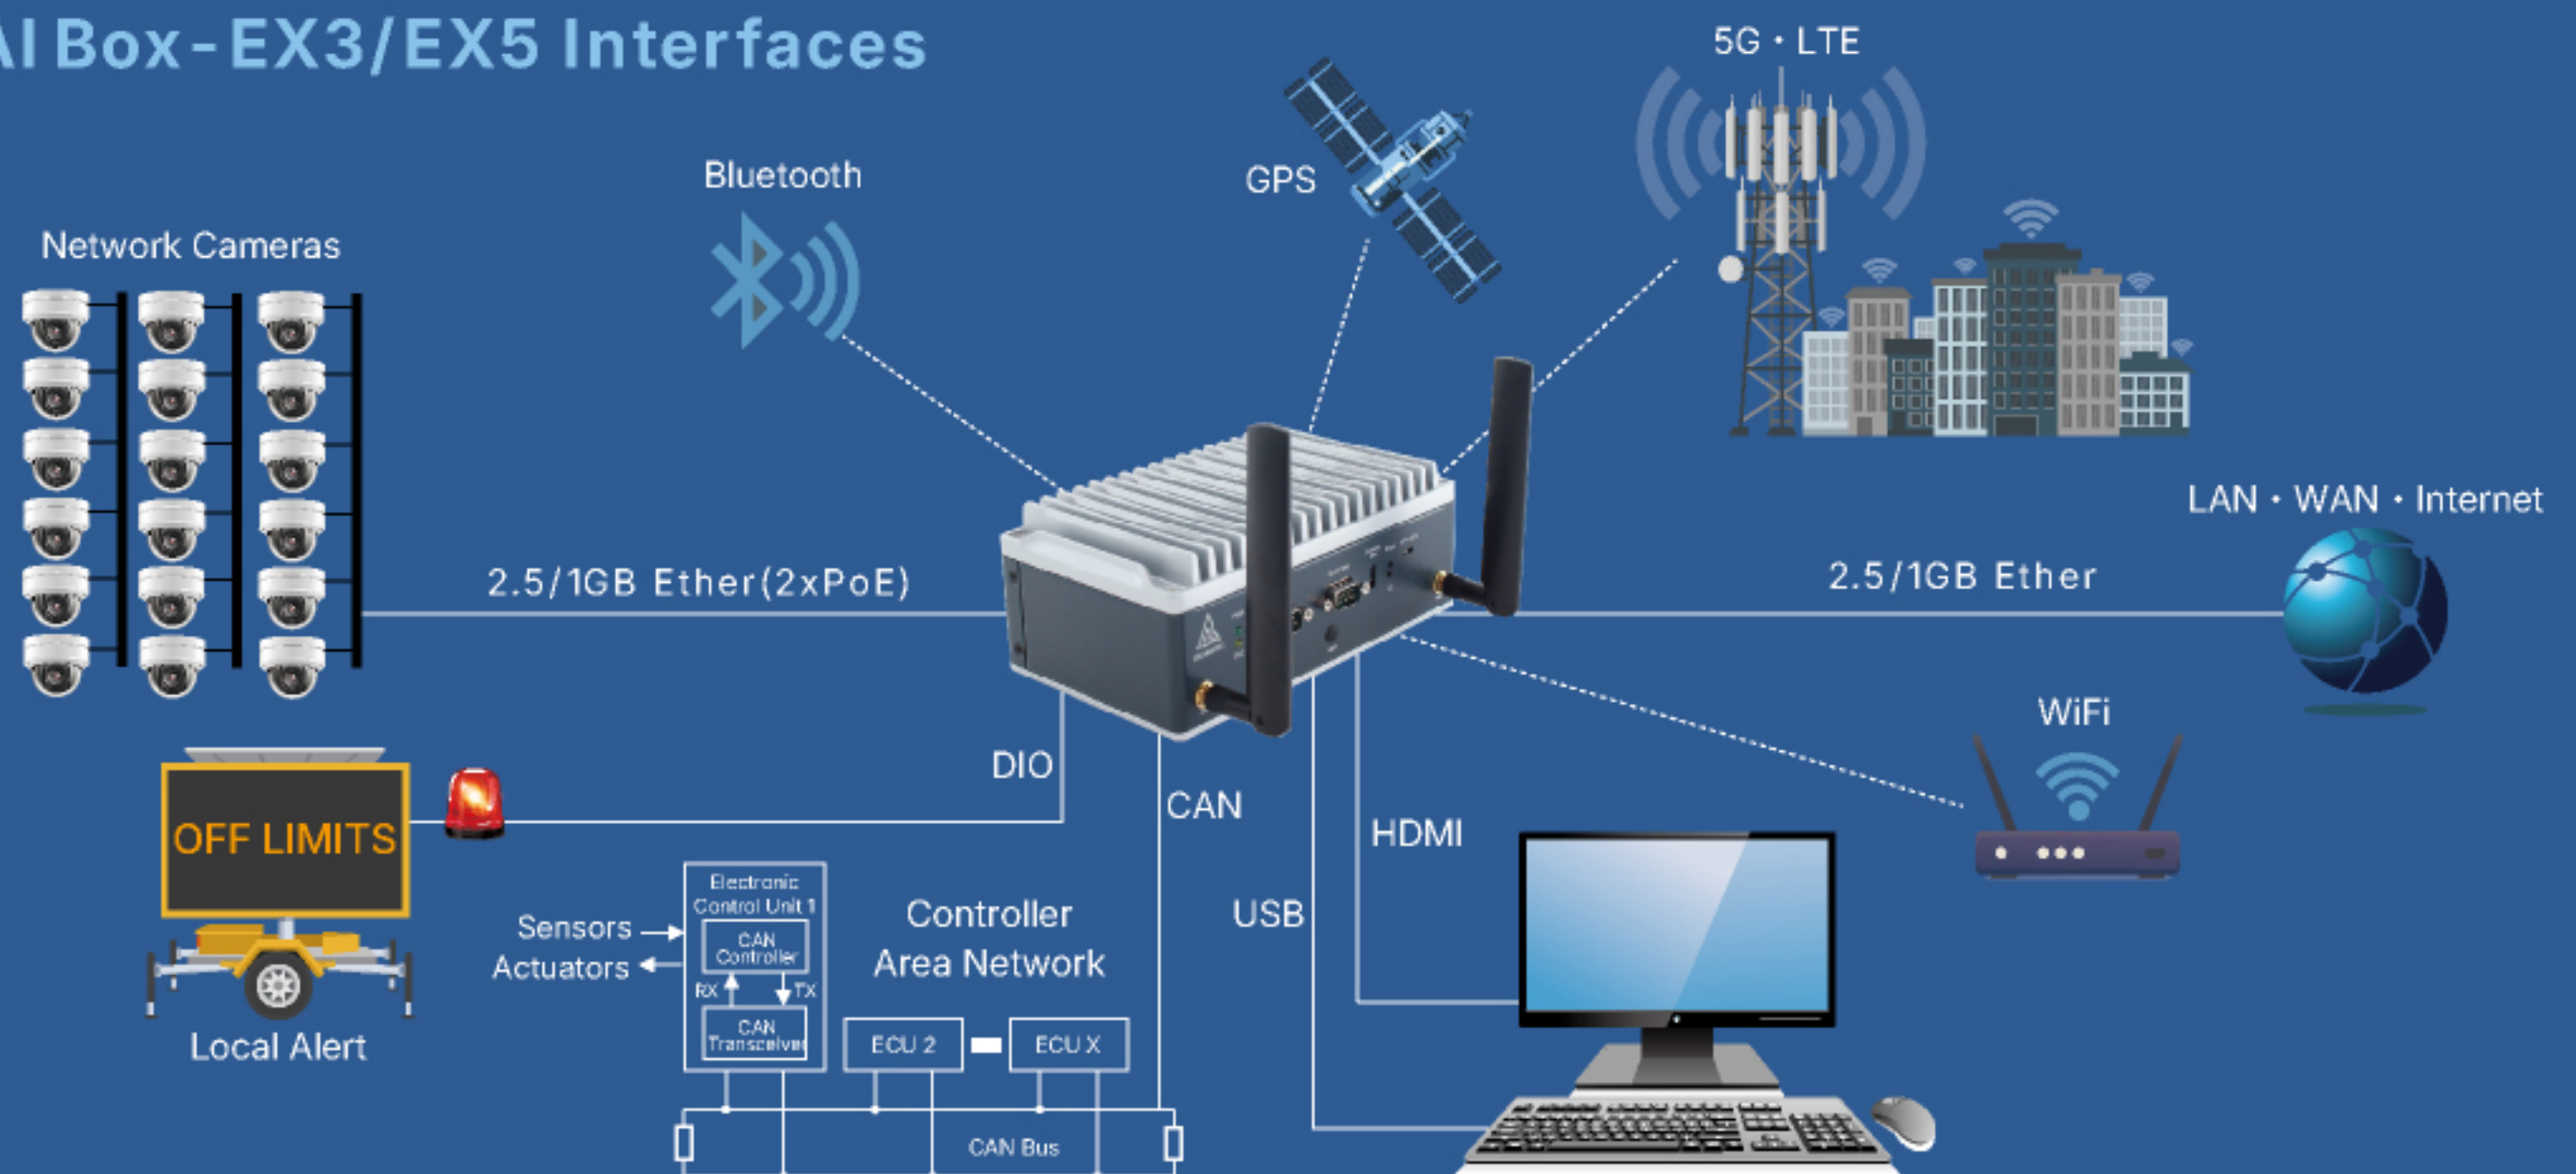 AI Box-EX3/EX5 Interfaces
5G・LTE
Bluetooth
GPS
Network Cameras
LAN・WAN・Internet
2.5/1GB Ether(2xPoE)
2.5/1GB Ether
WiFi
DIO
CAN
HDMI
OFF LIMITS
Local Alert
USB
Sensors
Actuators
Electronic
Control Unit 1
CAN
Controller
RX
TX
CAN
Transceiver
Controller
Area Network
ECU 2
ECU X
CAN Bus